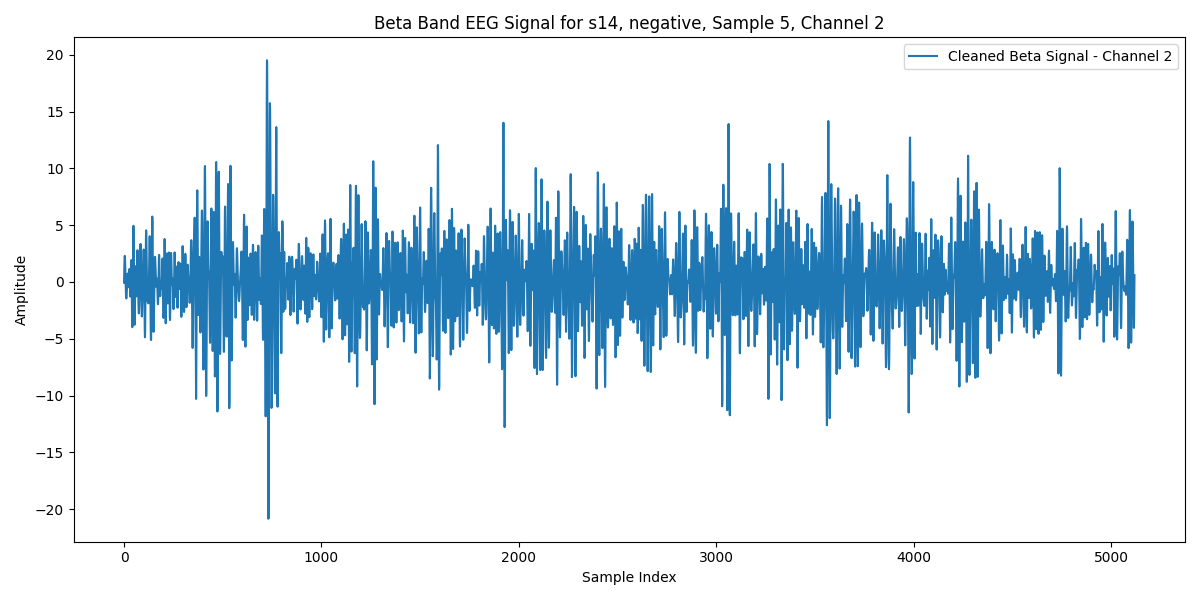 Beta Band EEG Signal for s14, negative, Sample 5, Channel 2
Cleaned Beta Signal - Channel 2
Amplitude
20
15
10
5
0
−5
−10
−15
−20
0 1000 2000 3000 4000 5000
Sample Index